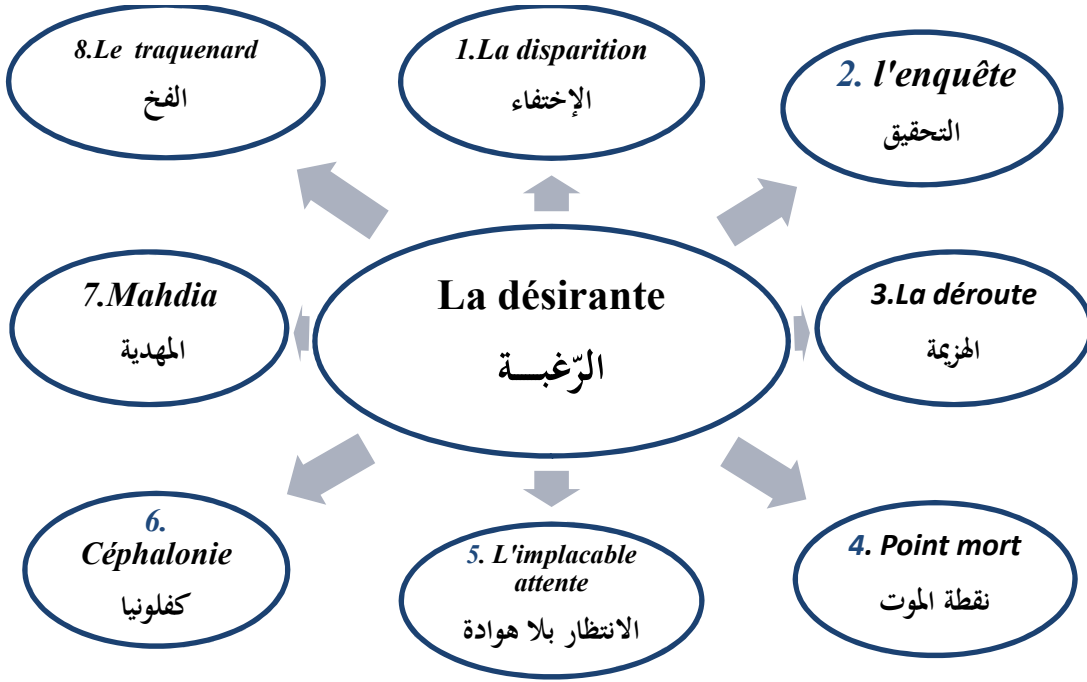 8.Le traquenard
الفخ
1.La disparition
الإختفاء
2. l'enquête
التحقيق
7.Mahdia
المهدية
La désirante
الرّغبـــة
3.La déroute
الهزيمة
6.
Céphalonie
كفلونيا
5. L'implacable
attente
الانتظار بلا هوادة
4. Point mort
نقطة الموت